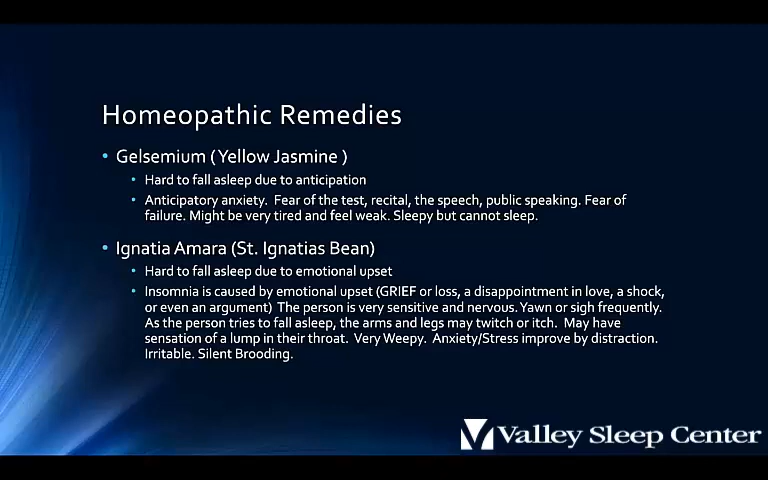 Homeopathic Remedies
• Gelsemium ( Yellow Jasmine )
• Hard to fall asleep due to anticipation
• Anticipatory anxiety. Fear of the test, recital, the speech, public speaking. Fear of
failure. Might be very tired and feel weak. Sleepy but cannot sleep.
• Ignatia Amara (St. Ignatias Bean)
• Hard to fall asleep due to emotional upset
• Insomnia is caused by emotional upset (GRIEF or loss, a disappointment in love, a shock,
or even an argument) The person is very sensitive and nervous. Yawn or sigh frequently.
As the person tries to fall asleep, the arms and legs may twitch or itch. May have
sensation of a lump in their throat. Very Weepy. Anxiety/Stress improve by distraction.
Irritable. Silent Brooding.
Valley Sleep Center